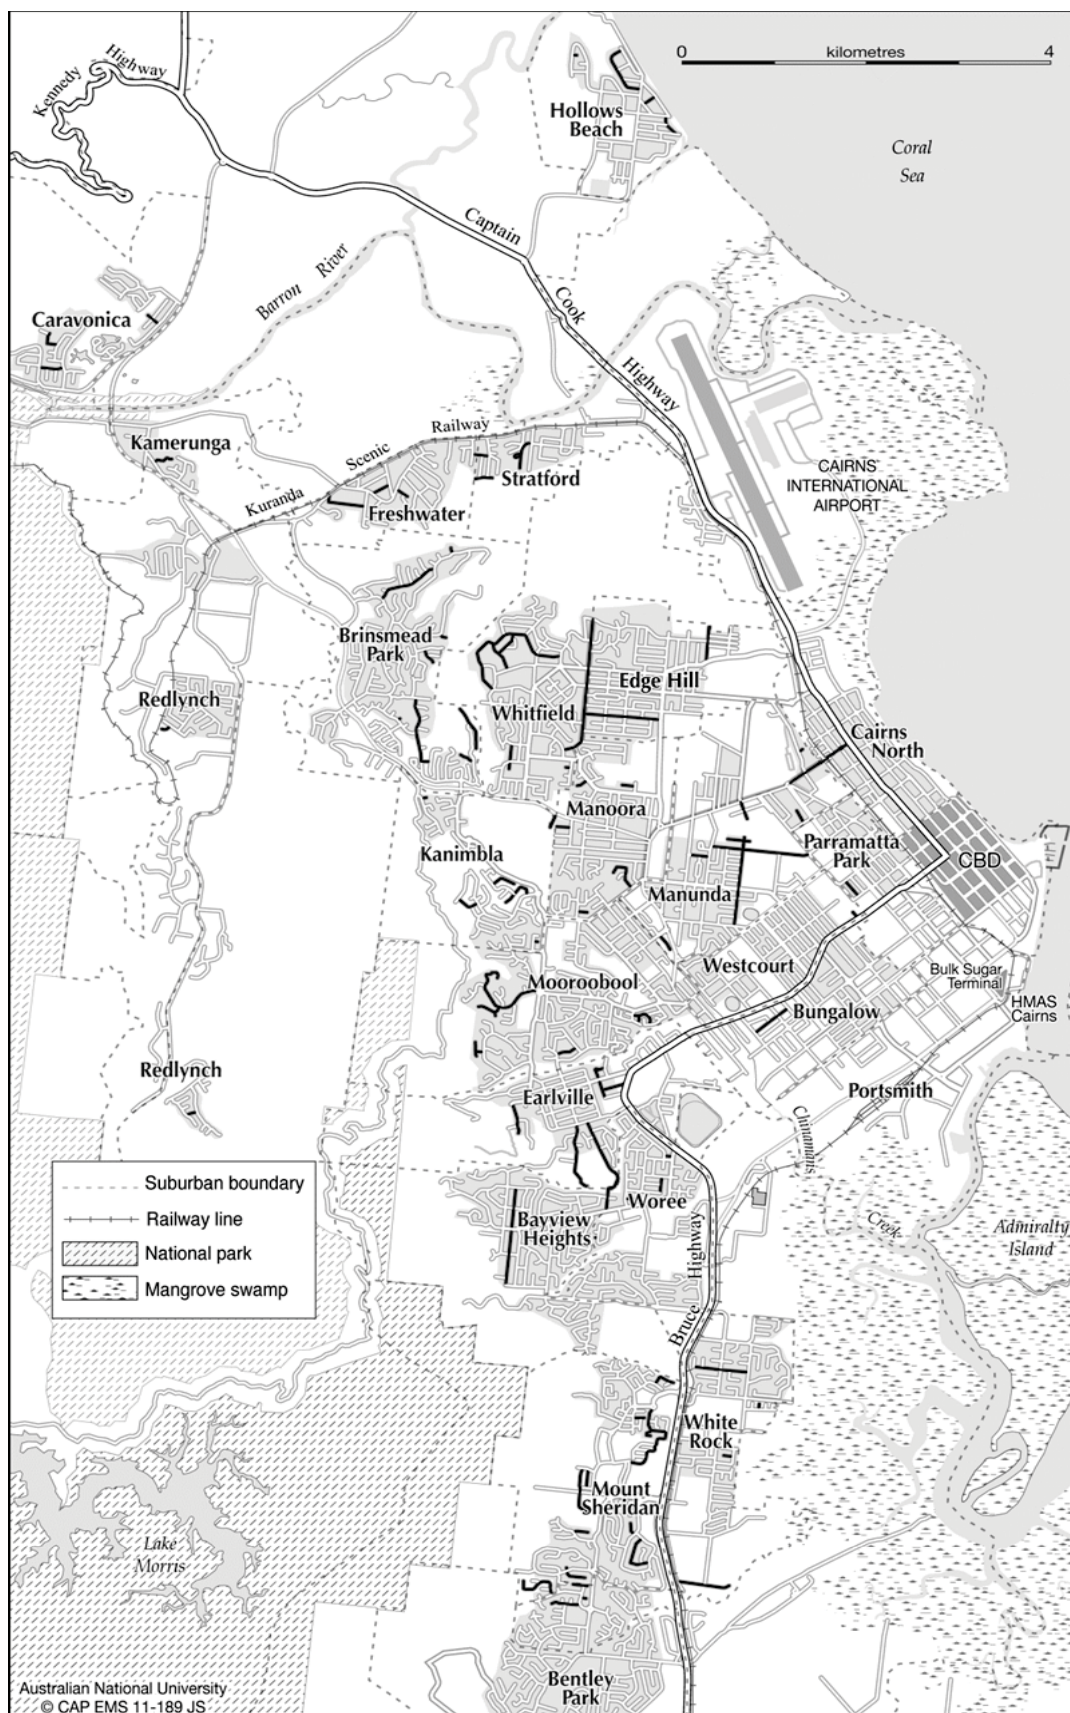 0 kilometres 4
Kennedy Highway
Hollows
Beach
Coral
Sea
Captain Cook Highway
Barron River
Caravonica
Kamerunga
Kuranda Scenic Railway
Stratford
Freshwater
CAIRNS
INTERNATIONAL
AIRPORT
Brinsmead
Park
Edge Hill
Redlynch
Whitfield
Cairns
North
Manoora
Parramatta
Park
CBD
Kanimbla
Manunda
Westcourt
Mooroobool
Bulk Sugar
Terminal
HMAS
Cairns
Bungalow
Redlynch
Earlville
Portsmith
Chinamans Creek
Woree
Bayview
Heights
Admiralty
Island
Bruce Highway
Suburban boundary
Railway line
National park
Mangrove swamp
White
Rock
Mount
Sheridan
Lake
Morris
Bentley
Park
Australian National University
© CAP EMS 11-189 JS